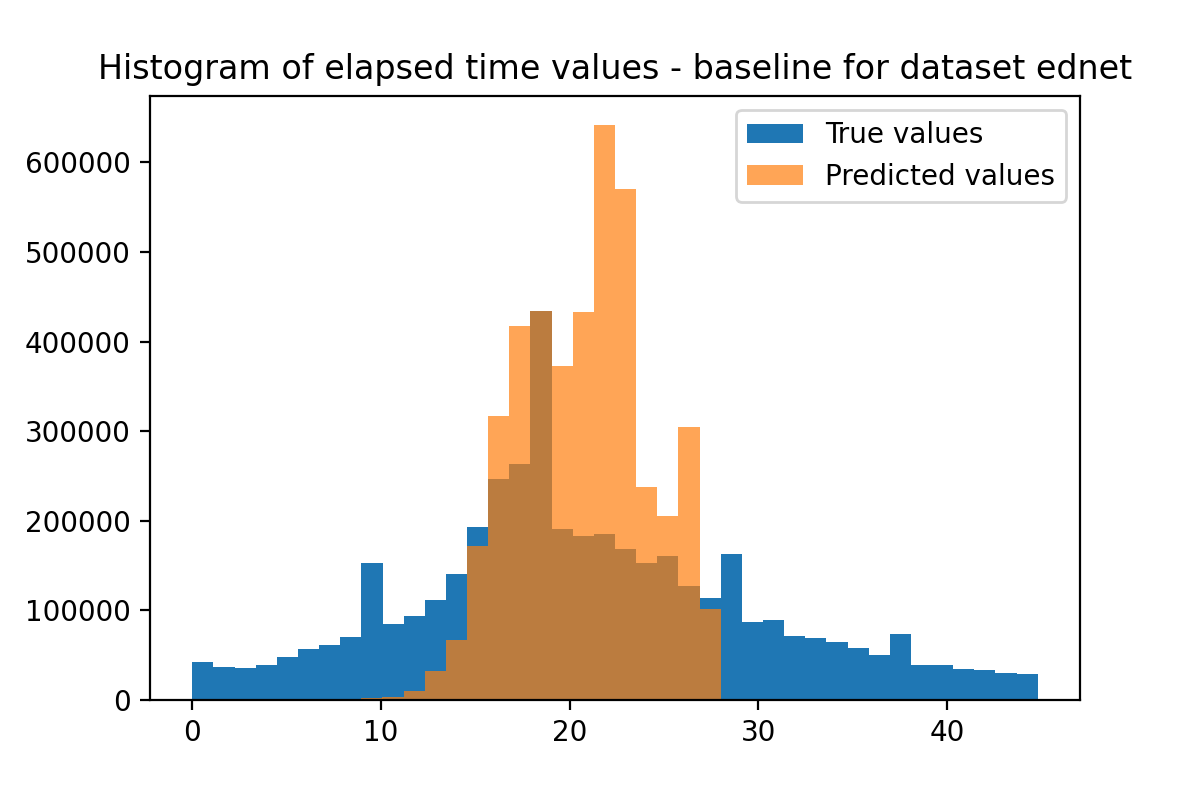 Histogram of elapsed time values - baseline for dataset ednet
True values
Predicted values
600000
500000
400000
300000
200000
100000
0
0 10 20 30 40